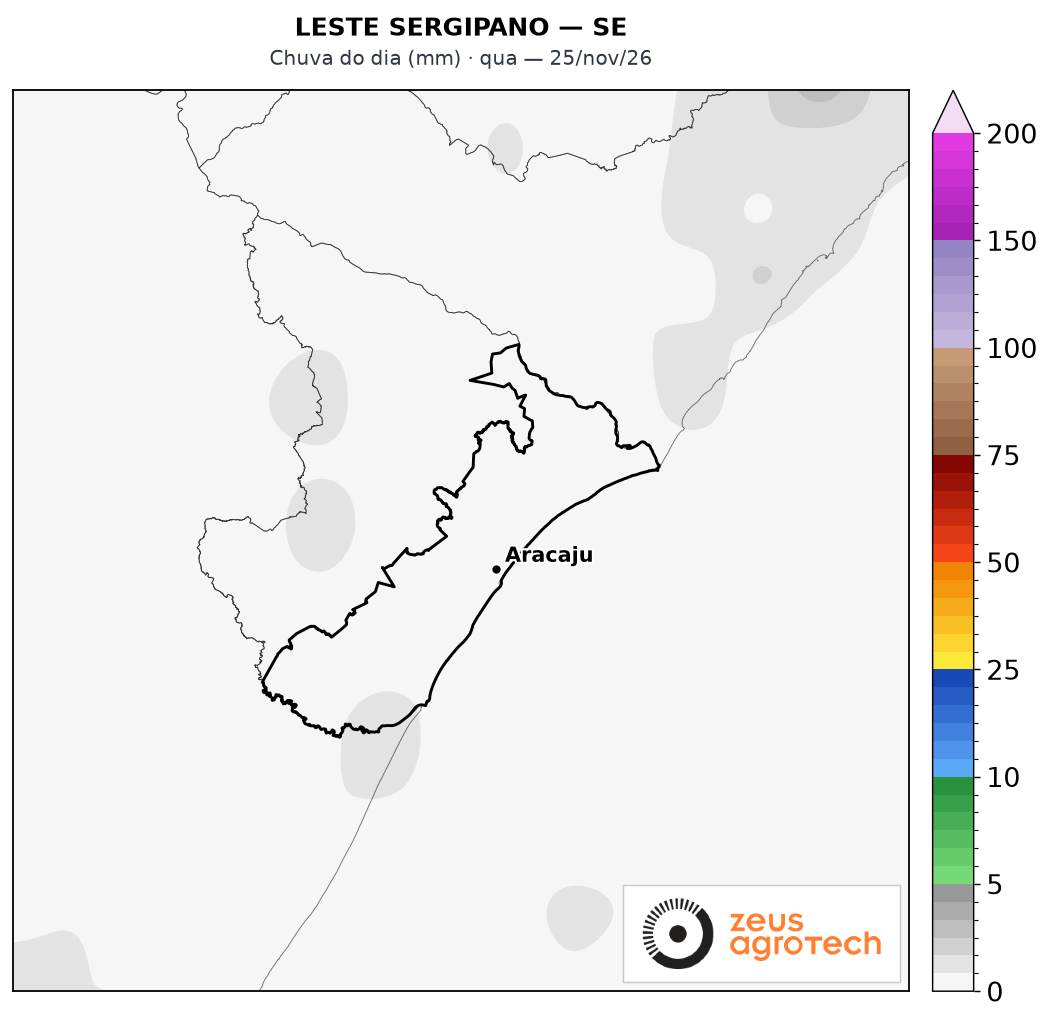 LESTE SERGIPANO — SE
Chuva do dia (mm) · qua — 25/nov/26
200
150
100
75
50
25
10
5
0
Aracaju
zeus
agrotech